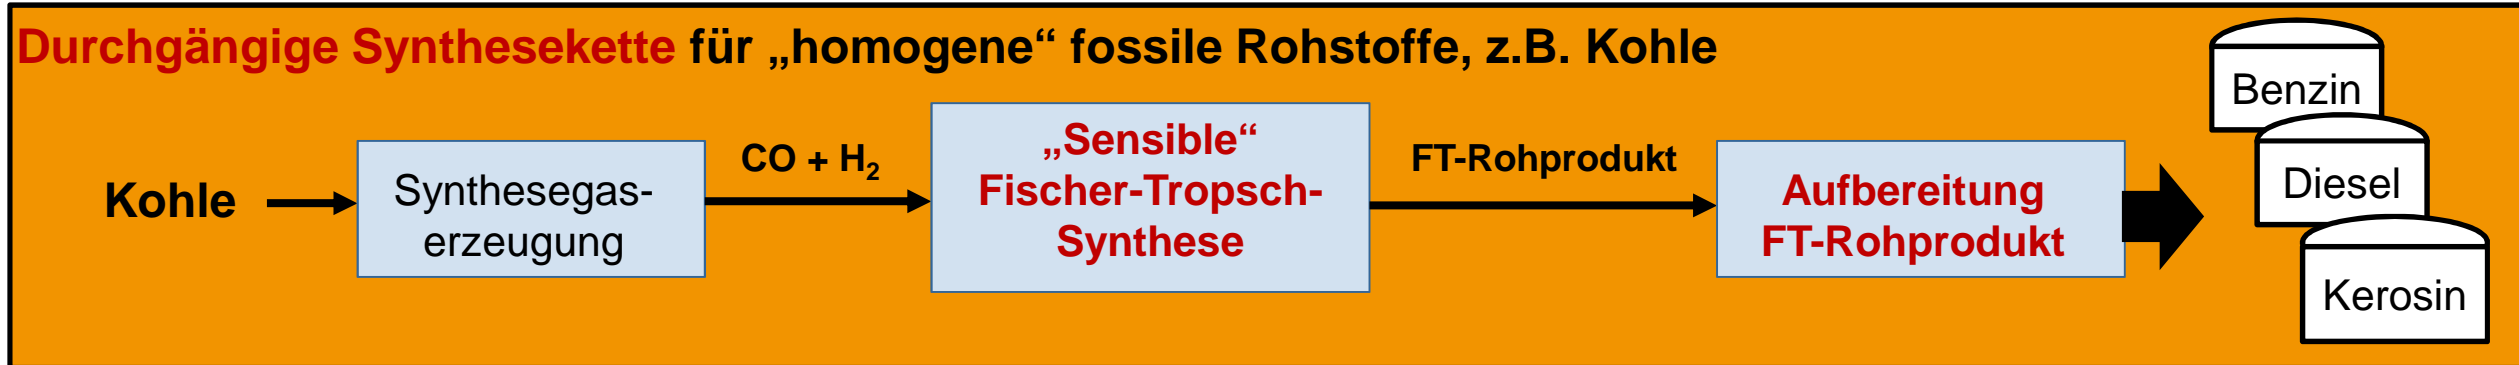 Durchgängige Synthesekette für „homogene“ fossile Rohstoffe, z.B. Kohle
Kohle
Synthesegas-
erzeugung
CO + H₂
„Sensible“
Fischer-Tropsch-
Synthese
FT-Rohprodukt
Aufbereitung
FT-Rohprodukt
Benzin
Diesel
Kerosin